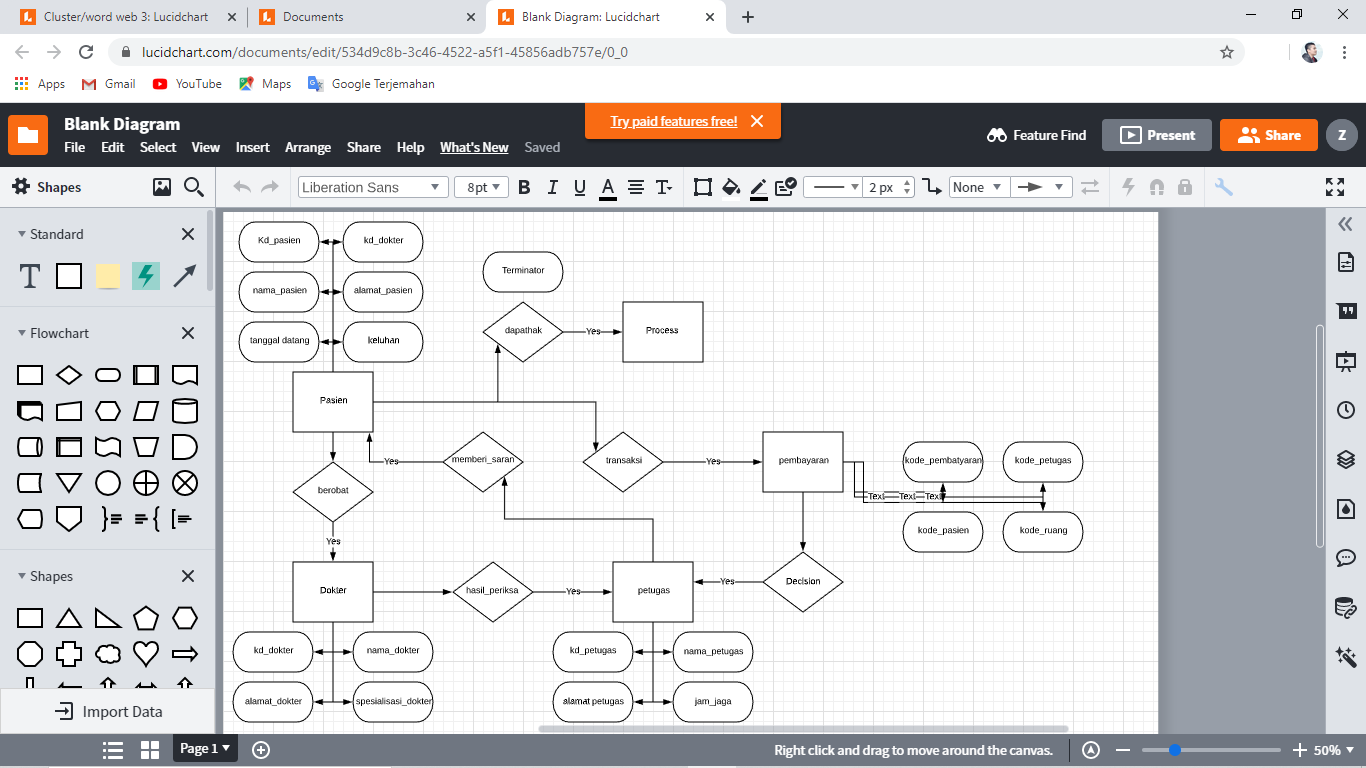 Cluster/word web 3: Lucidchart
Documents
Blank Diagram: Lucidchart
lucidchart.com/documents/edit/534d9c8b-3c46-4522-a5f1-45856adb757e/0_0
Apps Gmail YouTube Maps Google Terjemahan
Blank Diagram
Try paid features free!
Feature Find
Present
Share
Z
File Edit Select View Insert Arrange Share Help What's New Saved
Shapes
Liberation Sans
8pt
B I U A T
2 px
None
Standard
T
Flowchart
Shapes
Import Data
Kd_pasien kd_dokter
nama_pasien alamat_pasien
tanggal datang keluhan
Terminator
dapathak Yes Process
Pasien
Yes memberi_saran transaksi Yes pembayaran
kode_pembatyaran kode_petugas
Text Text Text
berobat
Yes
kode_pasien kode_ruang
Dokter hasil_periksa Yes petugas Yes Decision
kd_dokter nama_dokter kd_petugas nama_petugas
alamat_dokter spesialisasi_dokter alamat petugas jam_jaga
Page 1
Right click and drag to move around the canvas.
50%